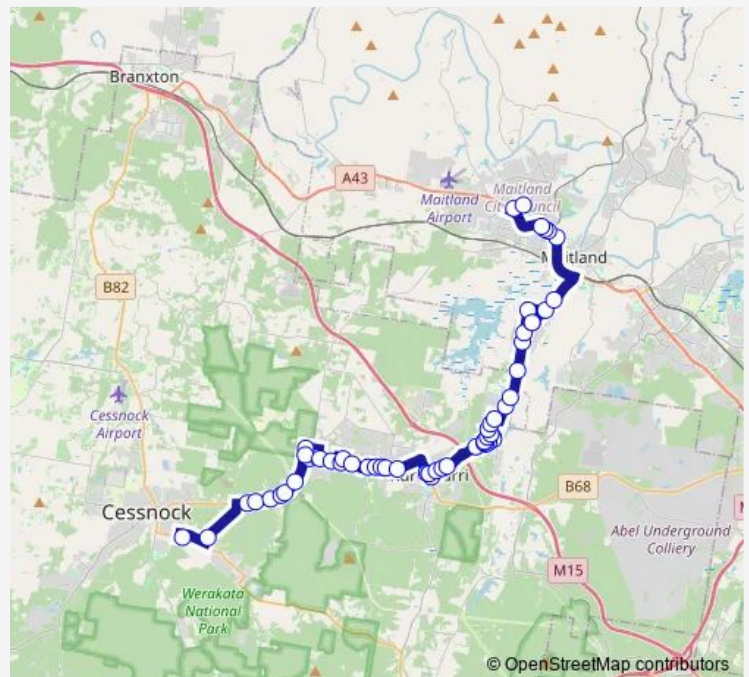 Branxton
A43
Maitland
Airport
Maitland
City Council
Maitland
B82
Cessnock
Airport
Cessnock
B68
Abel Underground
Colliery
M15
Werakata
National
Park
© OpenStreetMap contributors